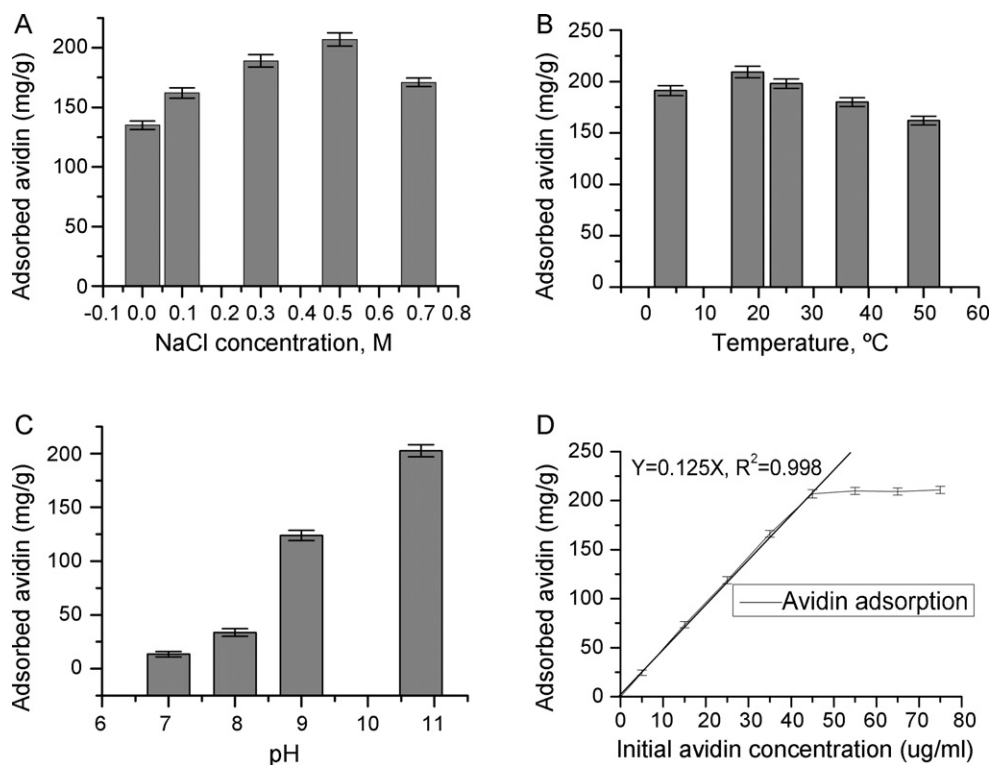 A
Adsorbed avidin (mg/g)
200
150
100
50
0
-0.1 0.0 0.1 0.2 0.3 0.4 0.5 0.6 0.7 0.8
NaCl concentration, M
B
Adsorbed avidin (mg/g)
250
200
150
100
50
0
0 10 20 30 40 50 60
Temperature, ºC
C
Adsorbed avidin (mg/g)
200
150
100
50
0
6 7 8 9 10 11
pH
D
Adsorbed avidin (mg/g)
250
200
150
100
50
0
Y=0.125X, R²=0.998
Avidin adsorption
0 10 20 30 40 50 60 70 80
Initial avidin concentration (ug/ml)